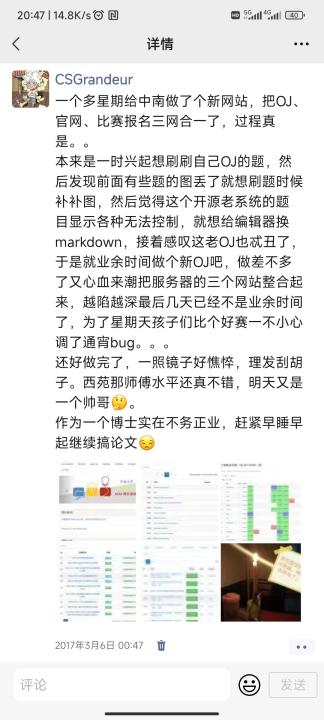 20:47 | 14.8K/s
40
详情
CSGrandeur
一个多星期给中南做了个新网站，把OJ、
官网、比赛报名三网合一了，过程真
是。。
本来是一时兴起想刷刷自己OJ的题，然
后发现前面有些题的图丢了就想刷题时候
补补图，然后觉得这个开源老系统的题
目显示各种无法控制，就想给编辑器换
markdown，接着感叹这老OJ也忒丑了，
于是就业余时间做个新OJ吧，做差不多
了又心血来潮把服务器的三个网站整合起
来，越陷越深最后几天已经不是业余时间
了，为了星期天孩子们比个好赛一不小心
调了通宵bug。。。
还好做完了，一照镜子好憔悴，理发刮胡
子。西苑那师傅水平还真不错，明天又是
一个帅哥🤔。
作为一个博士实在不务正业，赶紧早睡早
起继续搞论文😒
2017年3月6日 00:47
评论
发送